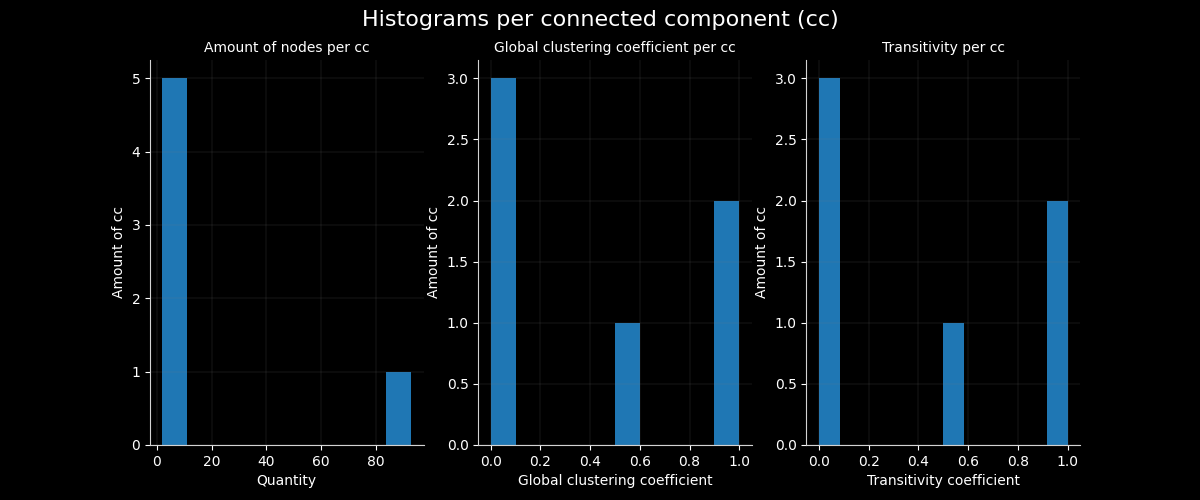 Histograms per connected component (cc)
Amount of nodes per cc
5
4
3
2
1
0
0 20 40 60 80
Amount of cc
Quantity
Global clustering coefficient per cc
3.0
2.5
2.0
1.5
1.0
0.5
0.0
0.0 0.2 0.4 0.6 0.8 1.0
Amount of cc
Global clustering coefficient
Transitivity per cc
3.0
2.5
2.0
1.5
1.0
0.5
0.0
0.0 0.2 0.4 0.6 0.8 1.0
Amount of cc
Transitivity coefficient